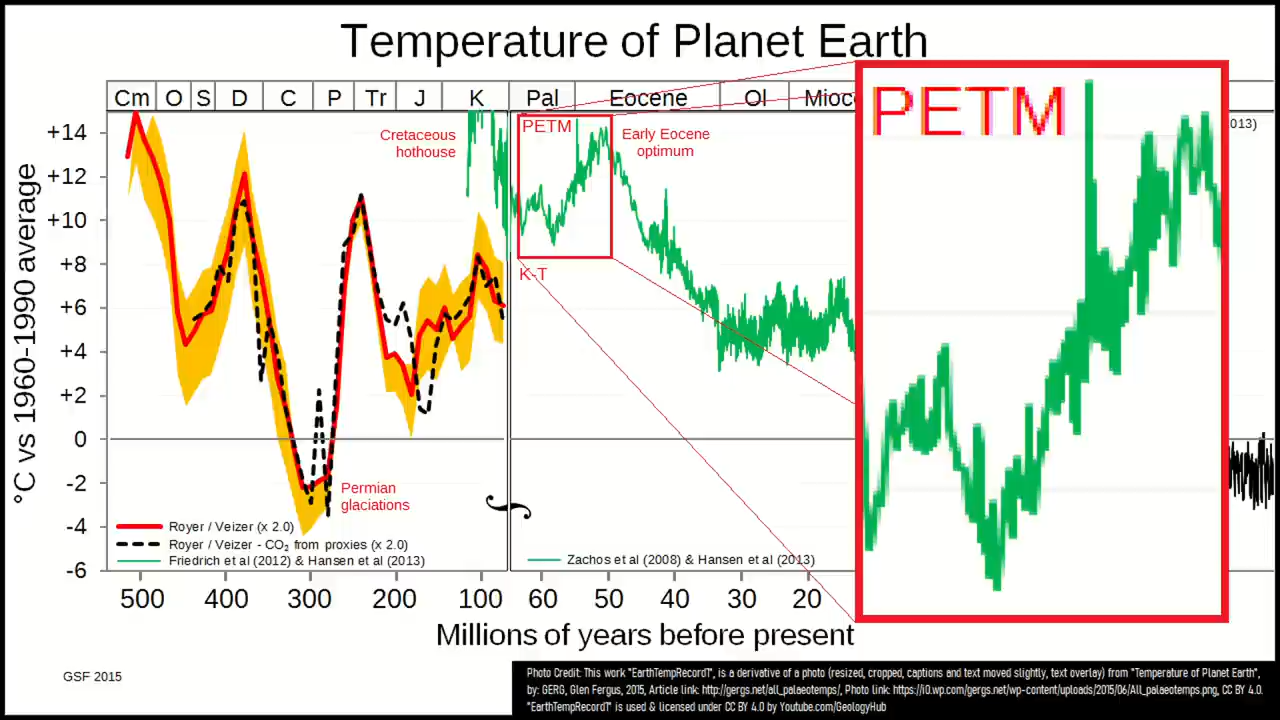 Temperature of Planet Earth
Cm O S D C P Tr J K Pal Eocene Ol Mioc
PETM
Cretaceous
hothouse
PETM
Early Eocene
optimum
013)
+14
+12
+10
+8
+6
+4
+2
0
-2
-4
-6
°C vs 1960-1990 average
K-T
Permian
glaciations
Royer / Veizer (x 2.0)
Royer / Veizer - CO₂ from proxies (x 2.0)
Friedrich et al (2012) & Hansen et al (2013)
Zachos et al (2008) & Hansen et al (2013)
500 400 300 200 100 60 50 40 30 20
Millions of years before present
GSF 2015
Photo Credit: This work "EarthTempRecord1", is a derivative of a photo (resized, cropped, captions and text moved slightly, text overlay) from "Temperature of Planet Earth",
by: GERG, Glen Fergus, 2015, Article link: http://gergs.net/all_palaeotemps/, Photo link: https://i0.wp.com/gergs.net/wp-content/uploads/2015/06/All_palaeotemps.png, CC BY 4.0.
"EarthTempRecord1" is used & licensed under CC BY 4.0 by Youtube.com/GeologyHub